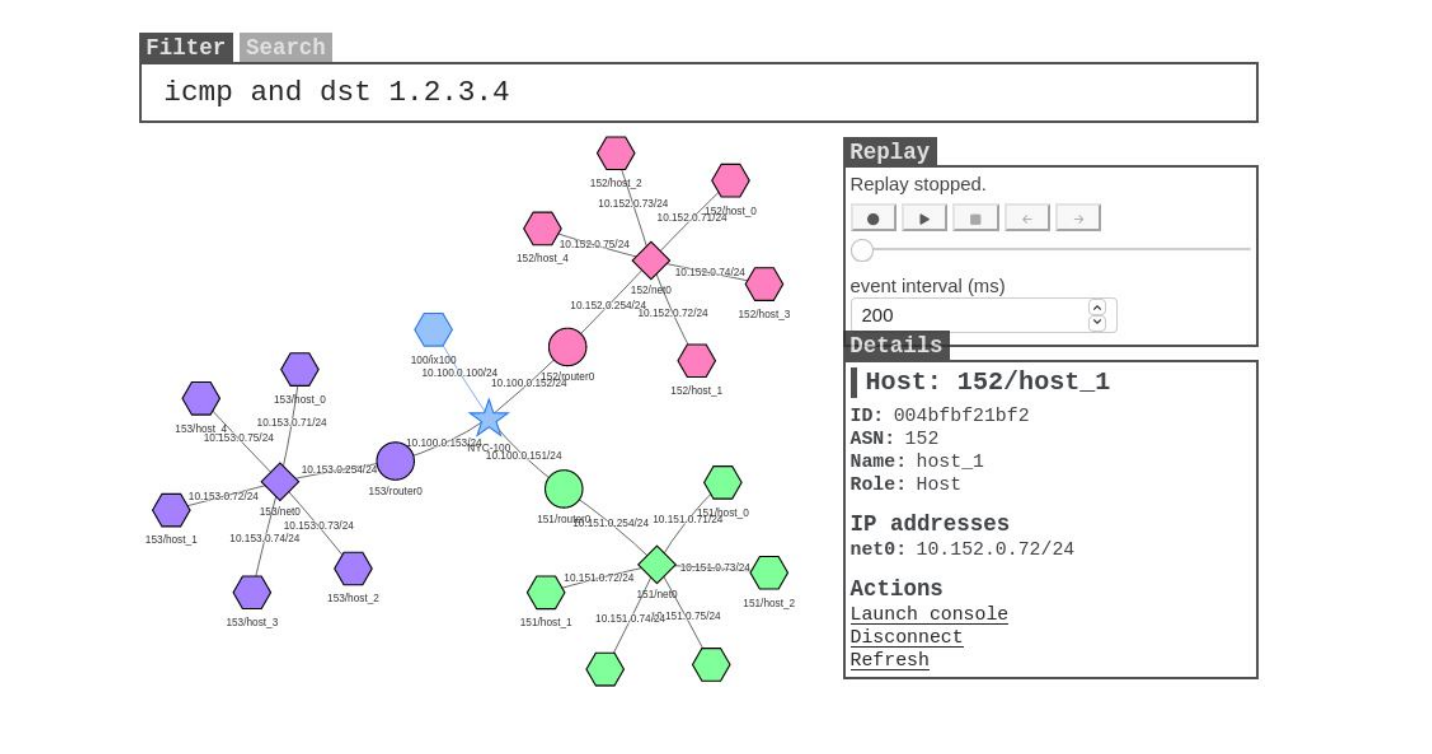 Filter Search
icmp and dst 1.2.3.4
152/host_2
10.152.0.73/24
152/host_0
10.152.0.71/24
10.152.0.75/24
152/host_4
10.152.0.74/24
152/net0
152/host_3
10.152.0.254/24
10.152.0.72/24
100/ix100
10.100.0.100/24
152/router0
10.100.0.152/24
152/host_1
153/host_0
153/host_4
10.153.0.71/24
10.153.0.75/24
10.100.0.153/24
NYC-100
10.100.0.151/24
10.153.0.254/24
153/router0
10.153.0.72/24
153/net0
10.153.0.73/24
153/host_1
10.153.0.74/24
153/host_2
153/host_3
151/router0
10.151.0.254/24
10.151.0.71/24
151/host_0
10.151.0.73/24
10.151.0.72/24
151/net0
151/host_2
151/host_1
10.151.0.74/24
10.151.0.75/24
Replay
Replay stopped.
event interval (ms)
200
Details
Host: 152/host_1
ID: 004bfbf21bf2
ASN: 152
Name: host_1
Role: Host
IP addresses
net0: 10.152.0.72/24
Actions
Launch console
Disconnect
Refresh